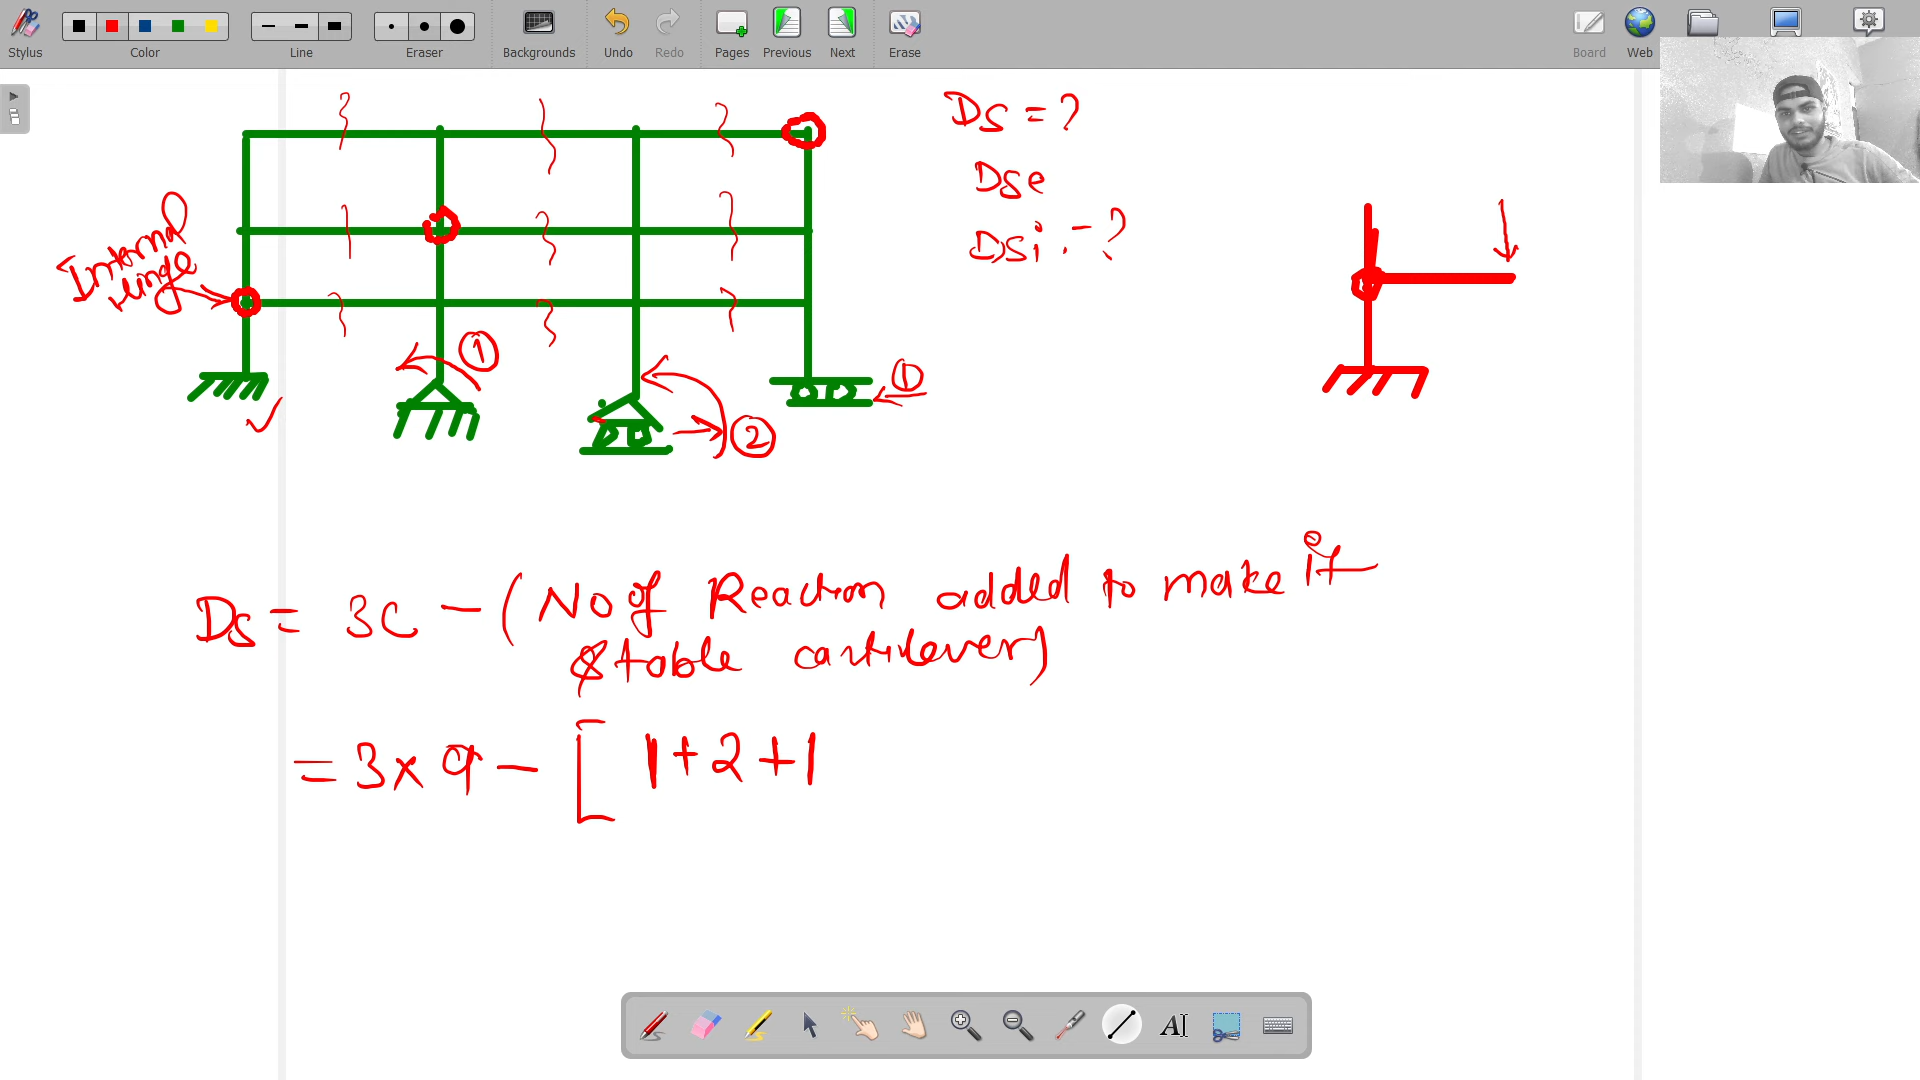 Stylus
Color
Line
Eraser
Backgrounds
Undo
Redo
Pages
Previous
Next
Erase
Board
Web
Ds = ?
Dse
Dsi = ?
Internal
Hinge
1
1
2
Ds = 3C - (No of Reaction added to make it
stable cantilever)
= 3 x 9 - [ 1 + 2 + 1
AI